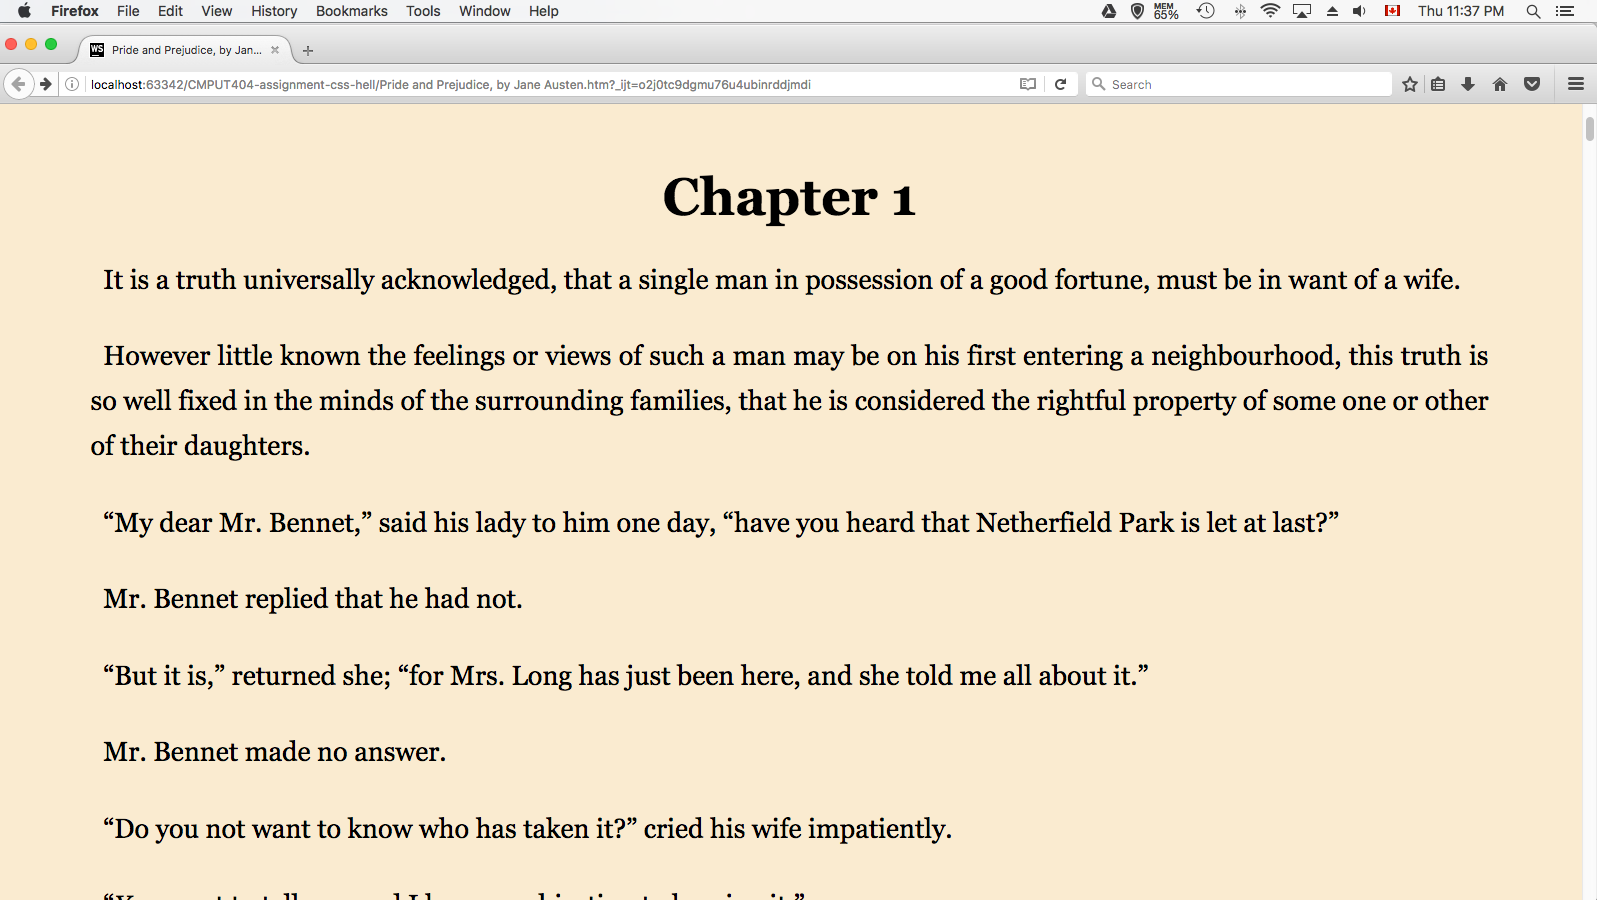 Firefox File Edit View History Bookmarks Tools Window Help MEM 65% Thu 11:37 PM
WS Pride and Prejudice, by Jan...
localhost:63342/CMPUT404-assignment-css-hell/Pride and Prejudice, by Jane Austen.htm?_ijt=o2j0tc9dgmu76u4ubinrddjmdi Search
Chapter 1
It is a truth universally acknowledged, that a single man in possession of a good fortune, must be in want of a wife.
However little known the feelings or views of such a man may be on his first entering a neighbourhood, this truth is
so well fixed in the minds of the surrounding families, that he is considered the rightful property of some one or other
of their daughters.
“My dear Mr. Bennet,” said his lady to him one day, “have you heard that Netherfield Park is let at last?”
Mr. Bennet replied that he had not.
“But it is,” returned she; “for Mrs. Long has just been here, and she told me all about it.”
Mr. Bennet made no answer.
“Do you not want to know who has taken it?” cried his wife impatiently.